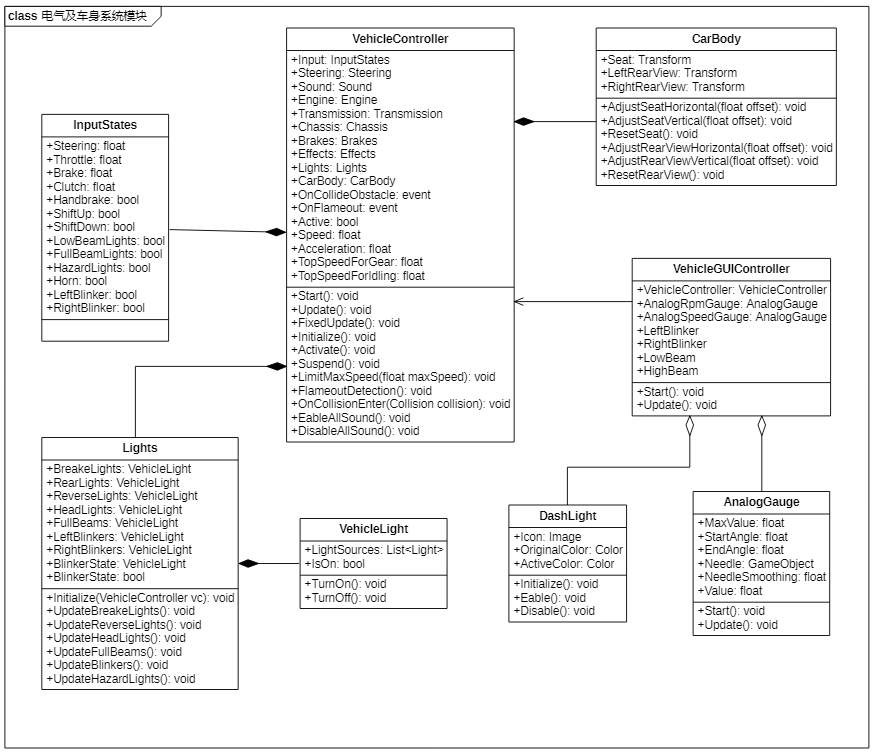 class 电气及车身系统模块
VehicleController
+Input: InputStates
+Steering: Steering
+Sound: Sound
+Engine: Engine
+Transmission: Transmission
+Chassis: Chassis
+Brakes: Brakes
+Effects: Effects
+Lights: Lights
+CarBody: CarBody
+OnCollideObstacle: event
+OnFlameout: event
+Active: bool
+Speed: float
+Acceleration: float
+TopSpeedForGear: float
+TopSpeedForIdling: float
+Start(): void
+Update(): void
+FixedUpdate(): void
+Initialize(): void
+Activate(): void
+Suspend(): void
+LimitMaxSpeed(float maxSpeed): void
+FlameoutDetection(): void
+OnCollisionEnter(Collision collision): void
+EableAllSound(): void
+DisableAllSound(): void
CarBody
+Seat: Transform
+LeftRearView: Transform
+RightRearView: Transform
+AdjustSeatHorizontal(float offset): void
+AdjustSeatVertical(float offset): void
+ResetSeat(): void
+AdjustRearViewHorizontal(float offset): void
+AdjustRearViewVertical(float offset): void
+ResetRearView(): void
InputStates
+Steering: float
+Throttle: float
+Brake: float
+Clutch: float
+Handbrake: bool
+ShiftUp: bool
+ShiftDown: bool
+LowBeamLights: bool
+FullBeamLights: bool
+HazardLights: bool
+Horn: bool
+LeftBlinker: bool
+RightBlinker: bool
VehicleGUIController
+VehicleController: VehicleController
+AnalogRpmGauge: AnalogGauge
+AnalogSpeedGauge: AnalogGauge
+LeftBlinker
+RightBlinker
+LowBeam
+HighBeam
+Start(): void
+Update(): void
Lights
+BreakeLights: VehicleLight
+RearLights: VehicleLight
+ReverseLights: VehicleLight
+HeadLights: VehicleLight
+FullBeams: VehicleLight
+LeftBlinkers: VehicleLight
+RightBlinkers: VehicleLight
+BlinkerState: VehicleLight
+BlinkerState: bool
+Initialize(VehicleController vc): void
+UpdateBreakeLights(): void
+UpdateReverseLights(): void
+UpdateHeadLights(): void
+UpdateFullBeams(): void
+UpdateBlinkers(): void
+UpdateHazardLights(): void
VehicleLight
+LightSources: List<Light>
+IsOn: bool
+TurnOn(): void
+TurnOff(): void
DashLight
+Icon: Image
+OriginalColor: Color
+ActiveColor: Color
+Initialize(): void
+Eable(): void
+Disable(): void
AnalogGauge
+MaxValue: float
+StartAngle: float
+EndAngle: float
+Needle: GameObject
+NeedleSmoothing: float
+Value: float
+Start(): void
+Update(): void